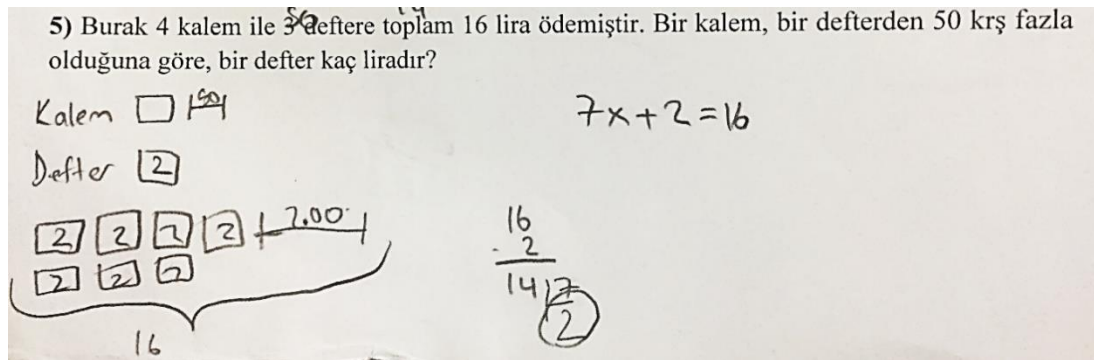 5) Burak 4 kalem ile 3 deftere toplam 16 lira ödemiştir. Bir kalem, bir defterden 50 krş fazla
olduğuna göre, bir defter kaç liradır?
Kalem 50
7x+2=16
Defter 2
2 2 2 2 2.00
2 2 2
16
16
- 2
14 7
2